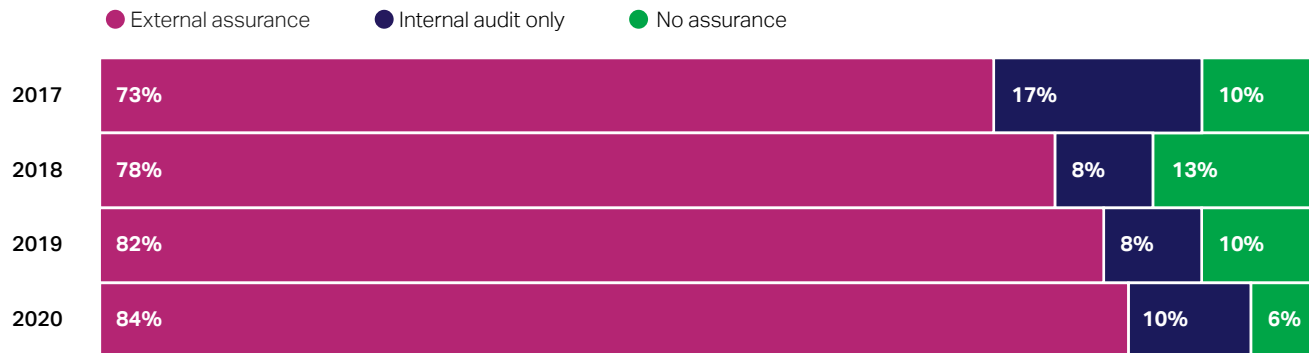 External assurance Internal audit only No assurance
2017 73% 17% 10%
2018 78% 8% 13%
2019 82% 8% 10%
2020 84% 10% 6%